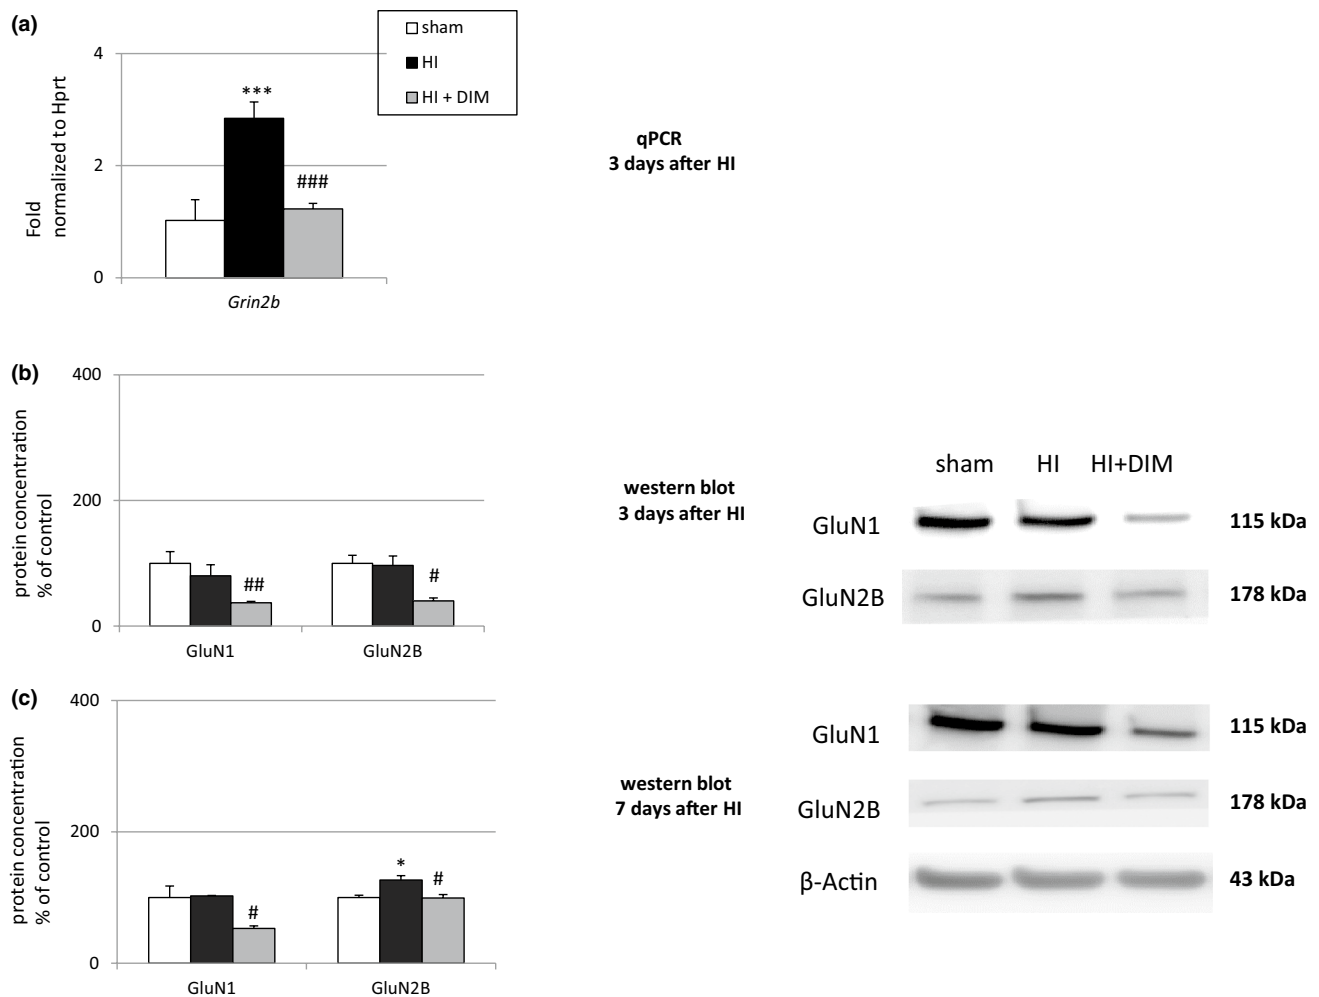 (a)
sham
HI
HI + DIM
4
2
0
Fold
normalized to Hprt
***
###
Grin2b
qPCR
3 days after HI
(b)
400
200
0
protein concentration
% of control
##
#
GluN1
GluN2B
western blot
3 days after HI
sham HI HI+DIM
GluN1 115 kDa
GluN2B 178 kDa
(c)
400
200
0
protein concentration
% of control
#
*
#
GluN1
GluN2B
western blot
7 days after HI
GluN1 115 kDa
GluN2B 178 kDa
β-Actin 43 kDa